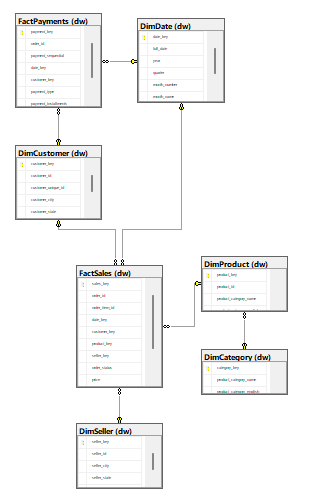 FactPayments (dw)
payment_key
order_id
payment_sequential
date_key
customer_key
payment_type
payment_installments
DimDate (dw)
date_key
full_date
year
quarter
month_number
month_name
DimCustomer (dw)
customer_key
customer_id
customer_unique_id
customer_city
customer_state
FactSales (dw)
sales_key
order_id
order_item_id
date_key
customer_key
product_key
seller_key
order_status
price
DimProduct (dw)
product_key
product_id
product_category_name
DimCategory (dw)
category_key
product_category_name
product_category_english
DimSeller (dw)
seller_key
seller_id
seller_city
seller_state